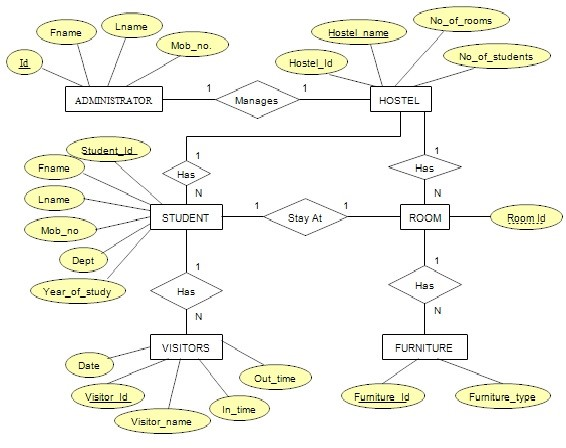 No_of_rooms
Lname
Fname
Hostel_name
Mob_no.
No_of_students
Id
Hostel_Id
ADMINISTRATOR
1
Manages
1
HOSTEL
Student_Id
1
Has
N
1
Has
N
Fname
Lname
Mob_no
STUDENT
1
Stay At
1
ROOM
Room Id
Dept
Year_of_study
1
Has
N
1
Has
N
VISITORS
FURNITURE
Date
Out_time
Visitor_Id
In_time
Visitor_name
Furniture_Id
Furniture_type